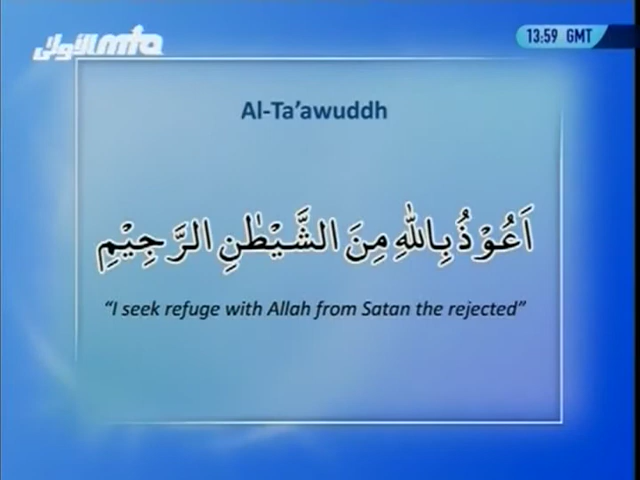 الأولى mta
13:59 GMT
Al-Ta’awuddh
اَعُوْذُ بِاللّٰهِ مِنَ الشَّيْطٰنِ الرَّجِيْمِ
“I seek refuge with Allah from Satan the rejected”